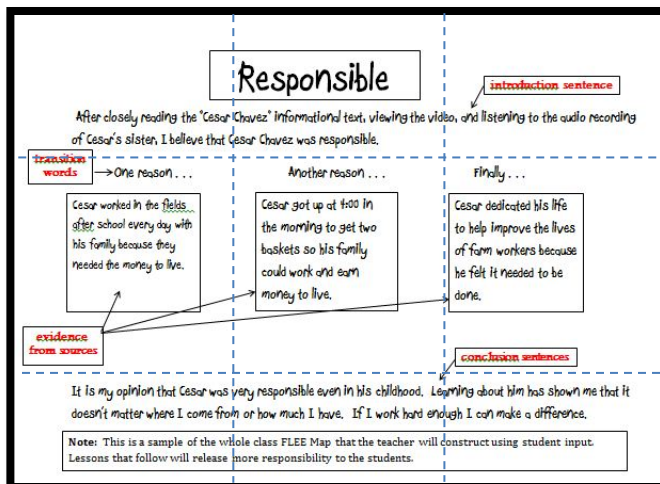 Responsible
introduction sentence
After closely reading the "Cesar Chavez" informational text, viewing the video, and listening to the audio recording
of Cesar's sister, I believe that Cesar Chavez was responsible.
transition
words
One reason . . .
Another reason . . .
Finally . . .
Cesar worked in the fields
after school every day with
his family because they
needed the money to live.
Cesar got up at 4:00 in
the morning to get two
baskets so his family
could work and earn
money to live.
Cesar dedicated his life
to help improve the lives
of farm workers because
he felt it needed to be
done.
evidence
from sources
conclusion sentences
It is my opinion that Cesar was very responsible even in his childhood. Learning about him has shown me that it
doesn't matter where I come from or how much I have. If I work hard enough I can make a difference.
Note: This is a sample of the whole class FLEE Map that the teacher will construct using student input.
Lessons that follow will release more responsibility to the students.